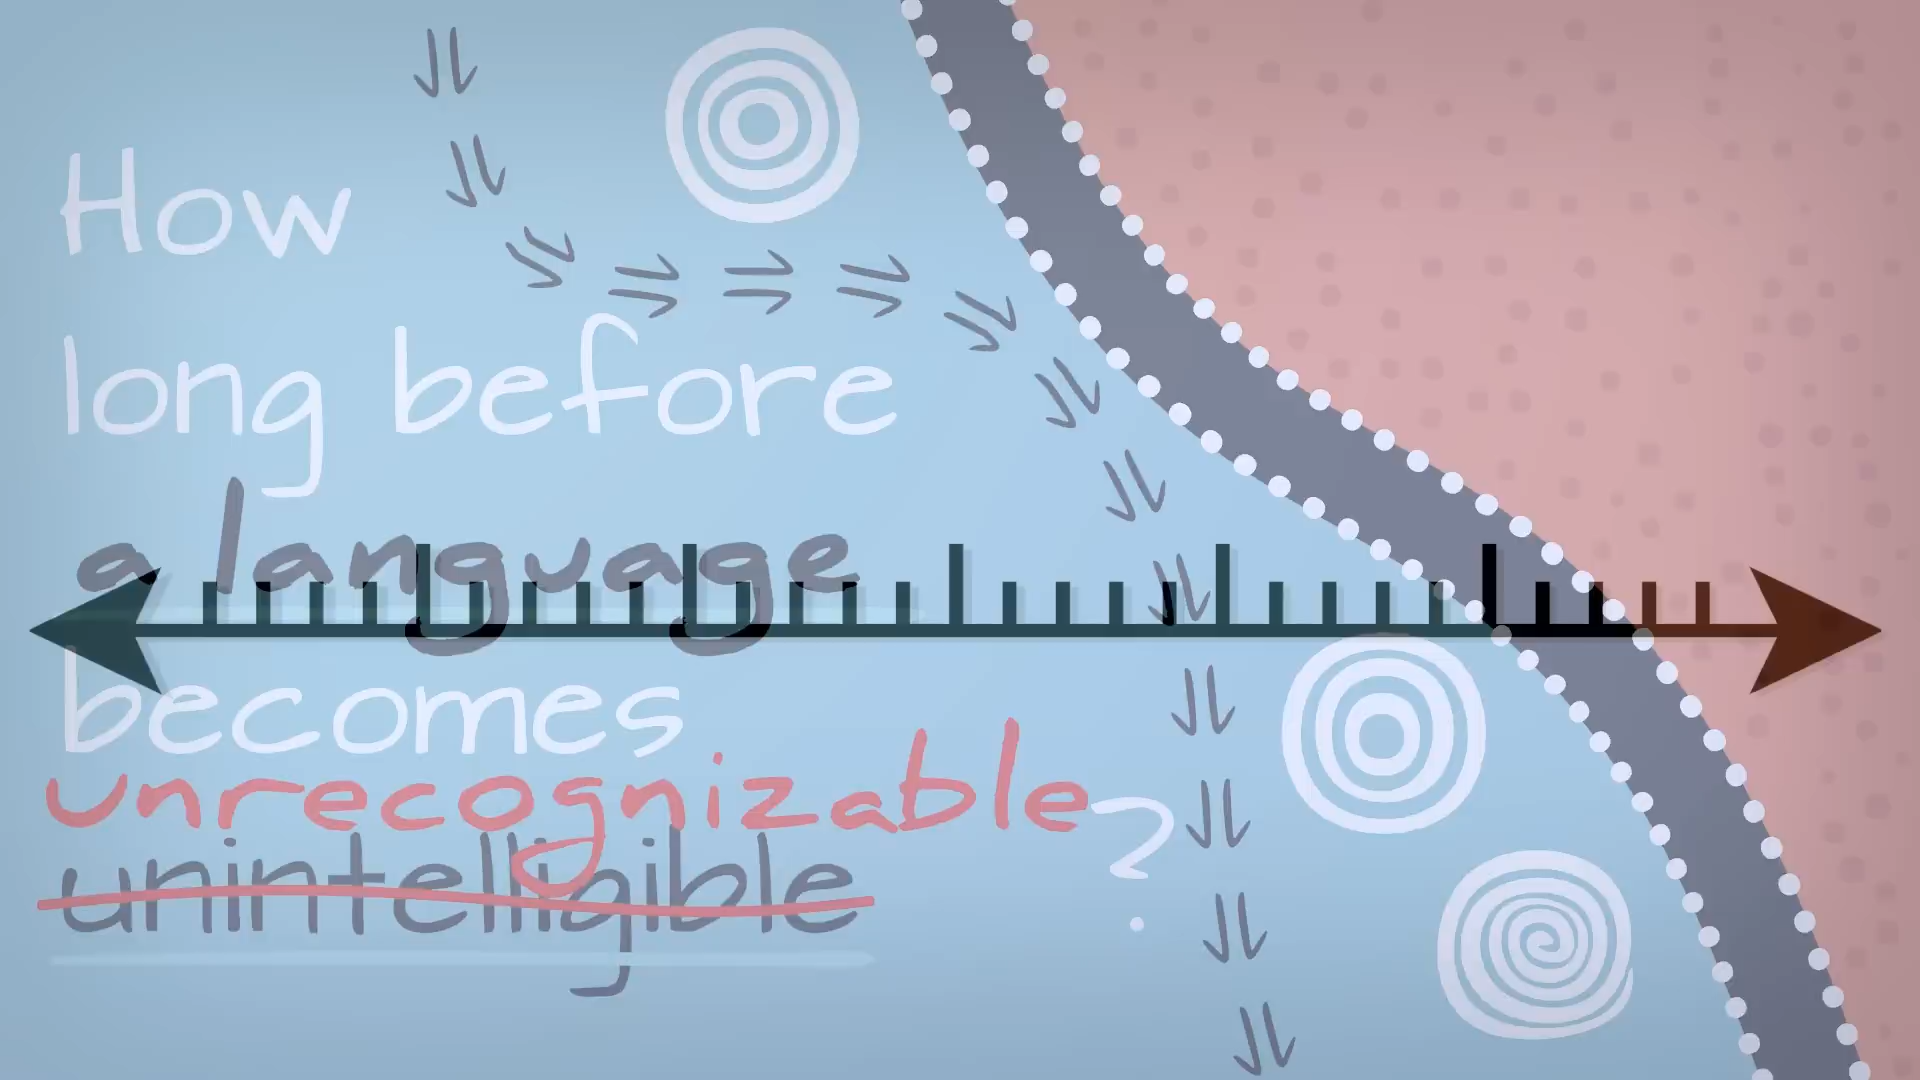 How
long before
a language
becomes
unrecognizable?
unintelligible